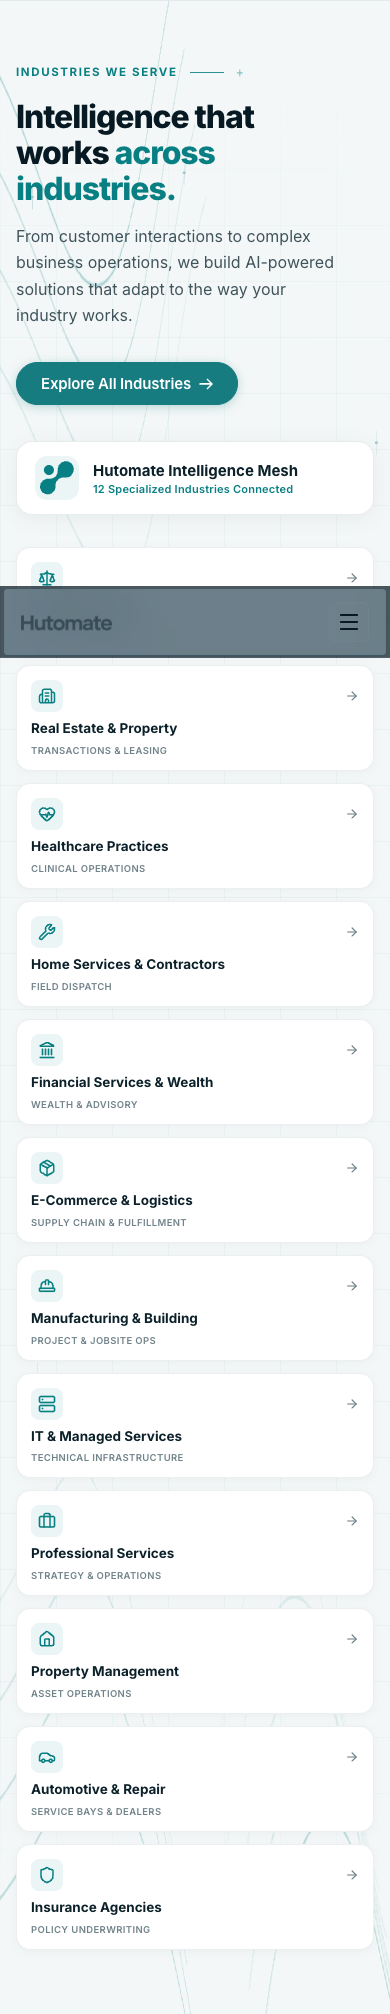 INDUSTRIES WE SERVE
Intelligence that
works across
industries.
From customer interactions to complex
business operations, we build AI-powered
solutions that adapt to the way your
industry works.
Explore All Industries
Hutomate Intelligence Mesh
12 Specialized Industries Connected
Hutomate
Real Estate & Property
TRANSACTIONS & LEASING
Healthcare Practices
CLINICAL OPERATIONS
Home Services & Contractors
FIELD DISPATCH
Financial Services & Wealth
WEALTH & ADVISORY
E-Commerce & Logistics
SUPPLY CHAIN & FULFILLMENT
Manufacturing & Building
PROJECT & JOBSITE OPS
IT & Managed Services
TECHNICAL INFRASTRUCTURE
Professional Services
STRATEGY & OPERATIONS
Property Management
ASSET OPERATIONS
Automotive & Repair
SERVICE BAYS & DEALERS
Insurance Agencies
POLICY UNDERWRITING